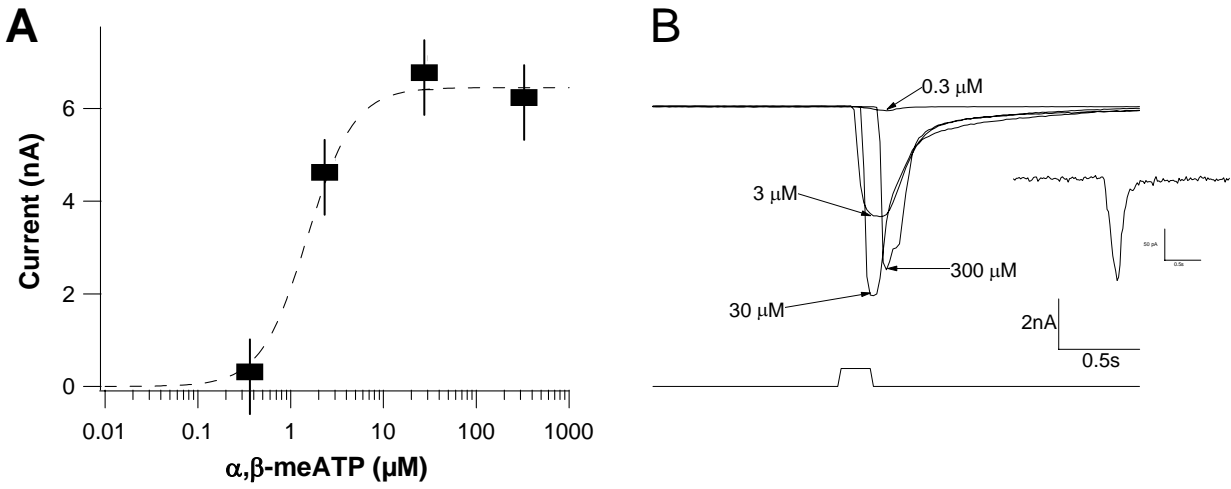 A
Current (nA)
6
4
2
0
0.01
0.1
1
10
100
1000
α,β-meATP (µM)
B
0.3 µM
3 µM
300 µM
30 µM
50 pA
0.5s
2nA
0.5s